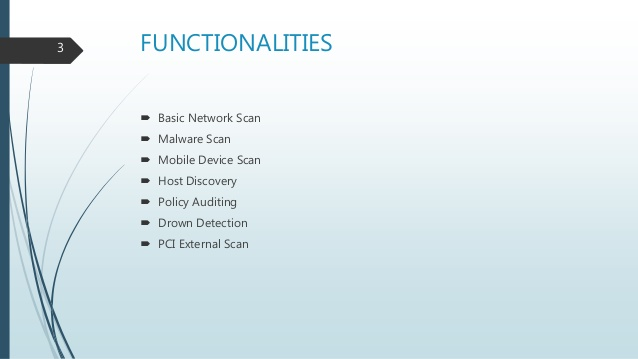 3
FUNCTIONALITIES
Basic Network Scan
Malware Scan
Mobile Device Scan
Host Discovery
Policy Auditing
Drown Detection
PCI External Scan